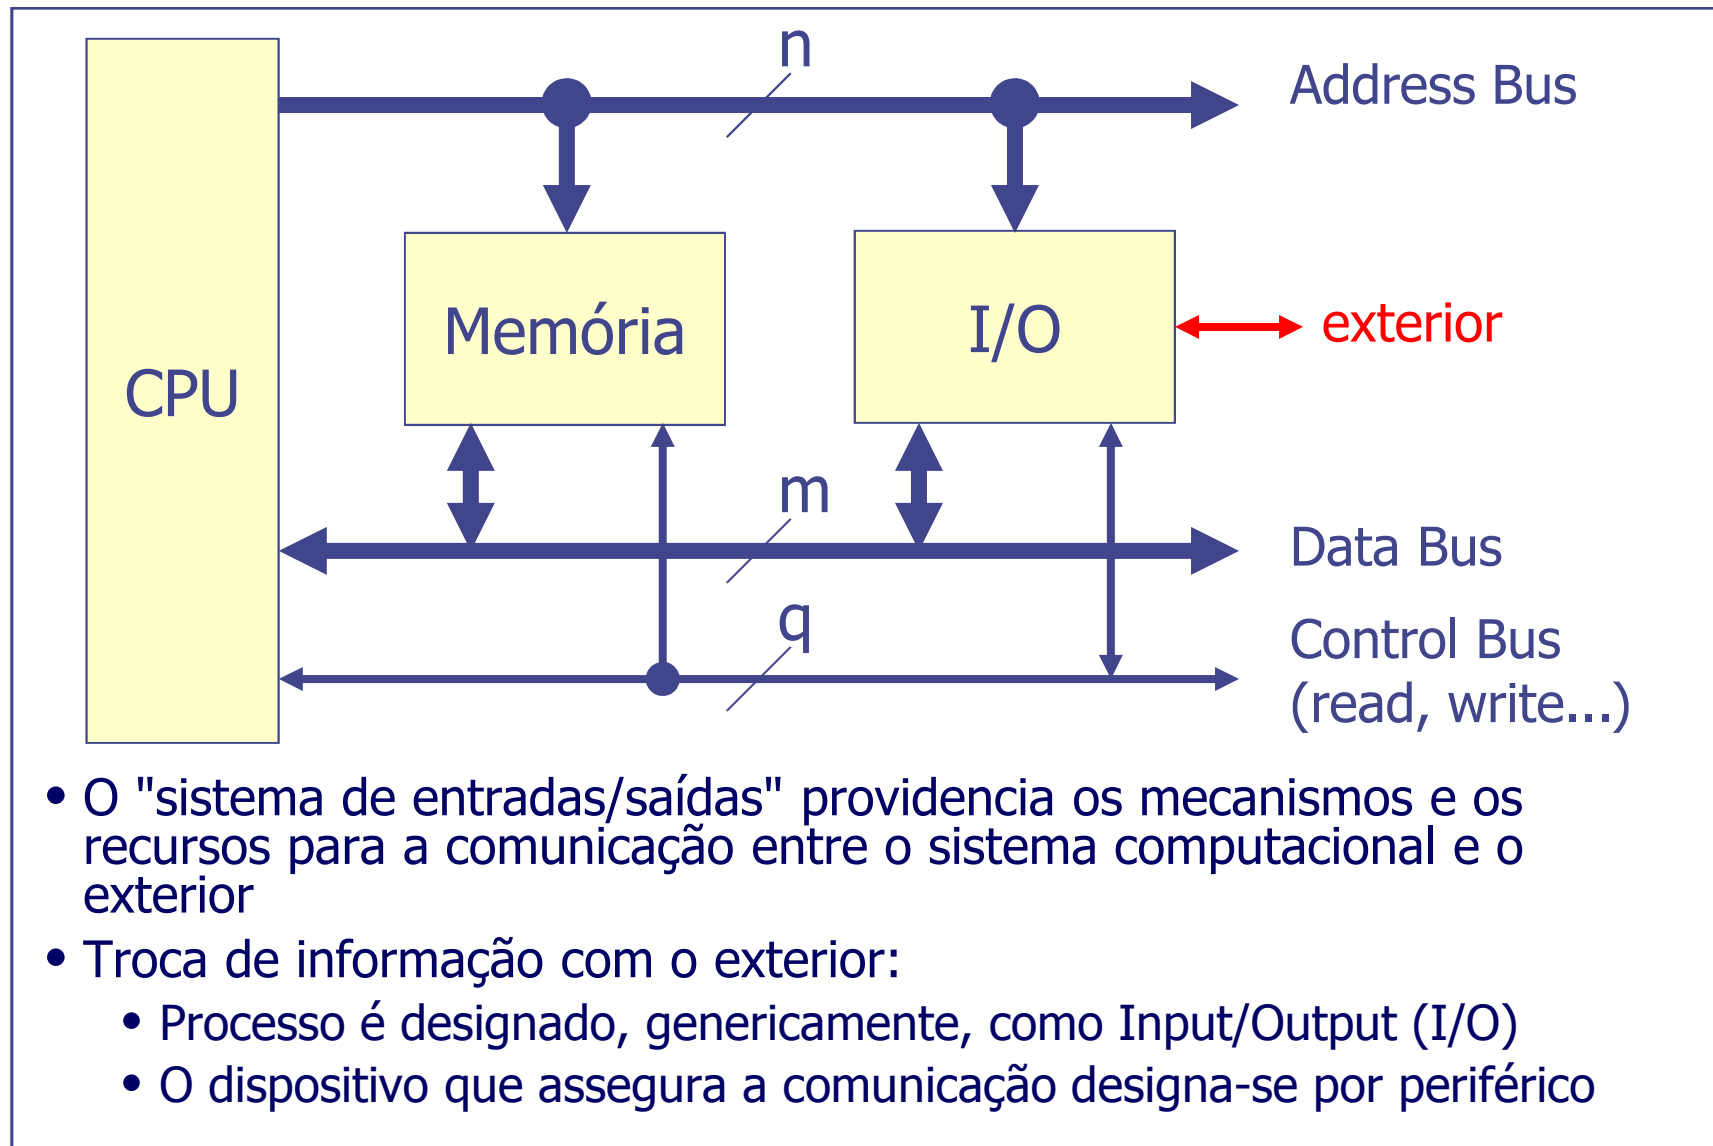 n
Address Bus
CPU
Memória
I/O
exterior
m
Data Bus
q
Control Bus
(read, write...)
• O "sistema de entradas/saídas" providencia os mecanismos e os
recursos para a comunicação entre o sistema computacional e o
exterior
• Troca de informação com o exterior:
• Processo é designado, genericamente, como Input/Output (I/O)
• O dispositivo que assegura a comunicação designa-se por periférico